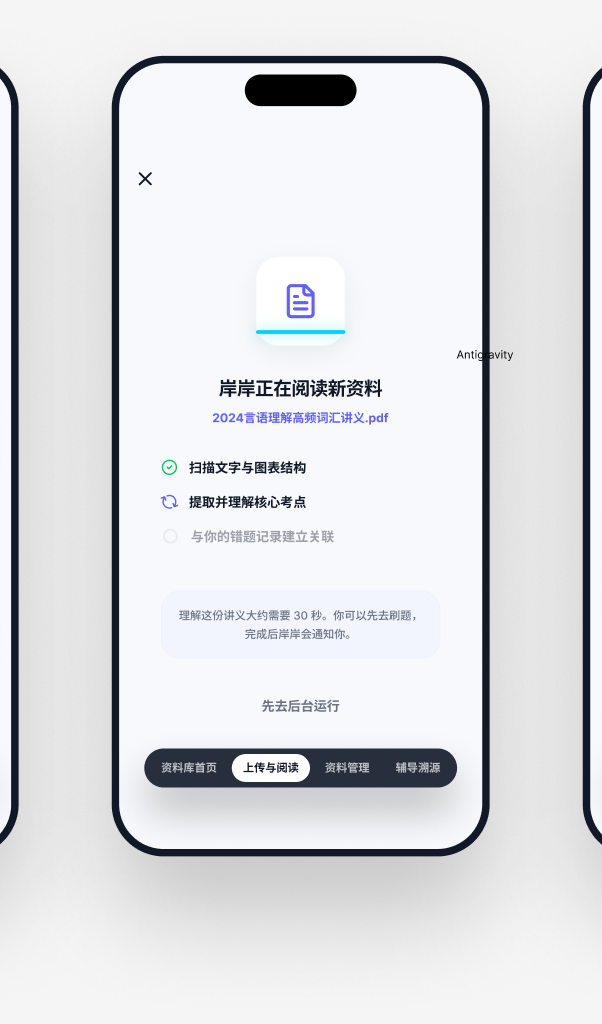 Antigravity
岸岸正在阅读新资料
2024言语理解高频词汇讲义.pdf
扫描文字与图表结构
提取并理解核心考点
与你的错题记录建立关联
理解这份讲义大约需要 30 秒。你可以先去刷题，
完成后岸岸会通知你。
先去后台运行
资料库首页 上传与阅读 资料管理 辅导溯源